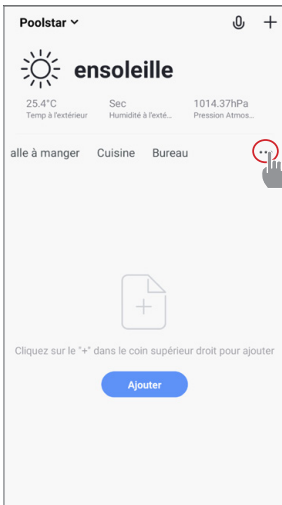 Poolstar
ensoleille
25.4°C Sec 1014.37hPa
Temp à l'extérieur Humidité à l'exté... Pression Atmos...
alle à manger Cuisine Bureau ...
Cliquez sur le "+" dans le coin supérieur droit pour ajouter
Ajouter